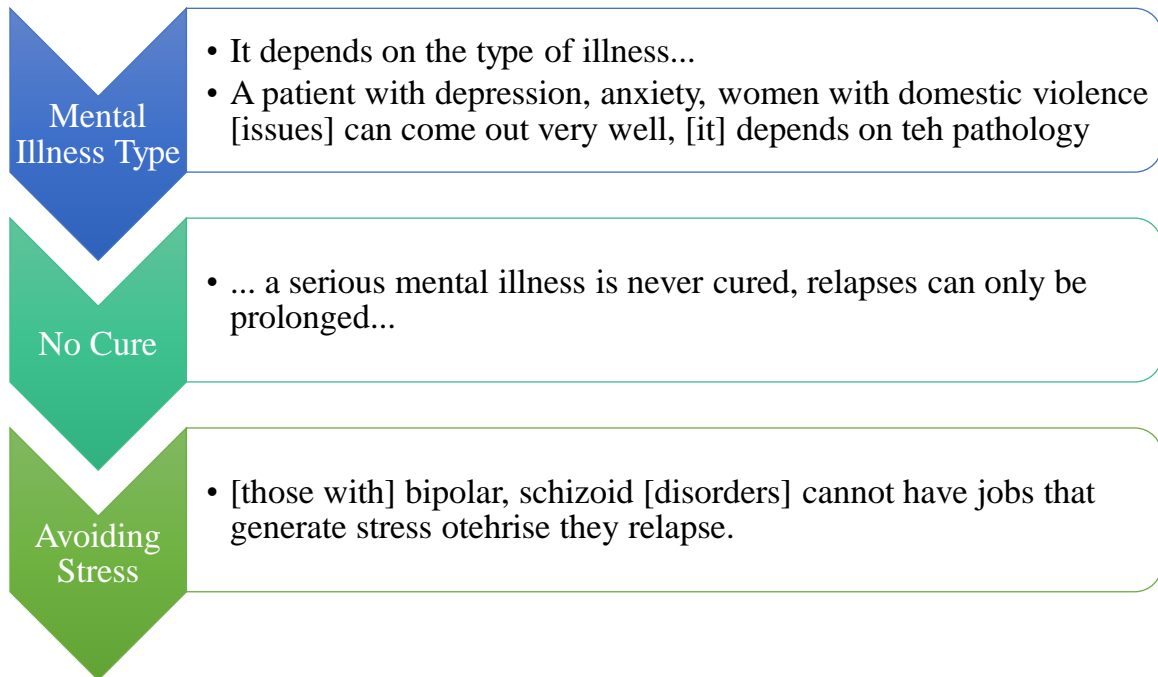 Mental
Illness Type
• It depends on the type of illness...
• A patient with depression, anxiety, women with domestic violence
[issues] can come out very well, [it] depends on teh pathology
No Cure
• ... a serious mental illness is never cured, relapses can only be
prolonged...
Avoiding
Stress
• [those with] bipolar, schizoid [disorders] cannot have jobs that
generate stress otehrise they relapse.